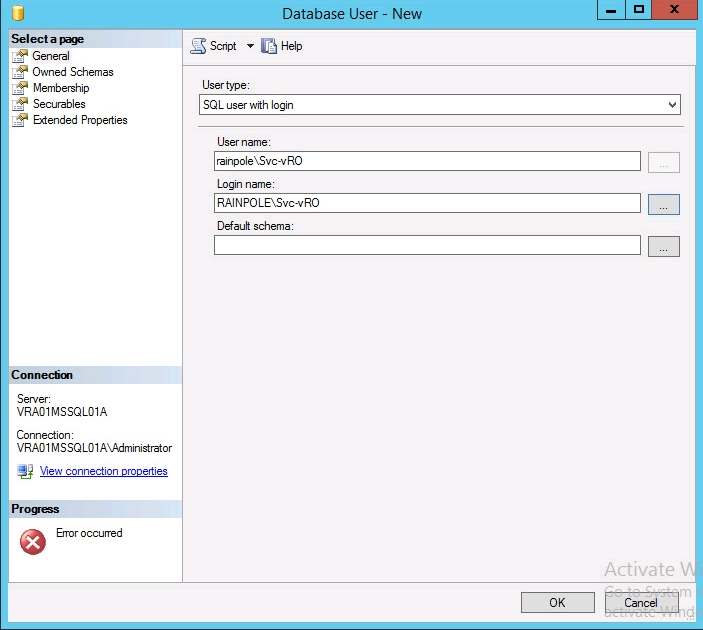 Database User - New
Select a page
General
Owned Schemas
Membership
Securables
Extended Properties
Script
Help
User type:
SQL user with login
User name:
rainpole\Svc-vRO
...
Login name:
RAINPOLE\Svc-vRO
...
Default schema:
...
Connection
Server:
VRA01MSSQL01A
Connection:
VRA01MSSQL01A\Administrator
View connection properties
Progress
Error occurred
Activate W
Go to System
activate Wind
OK
Cancel